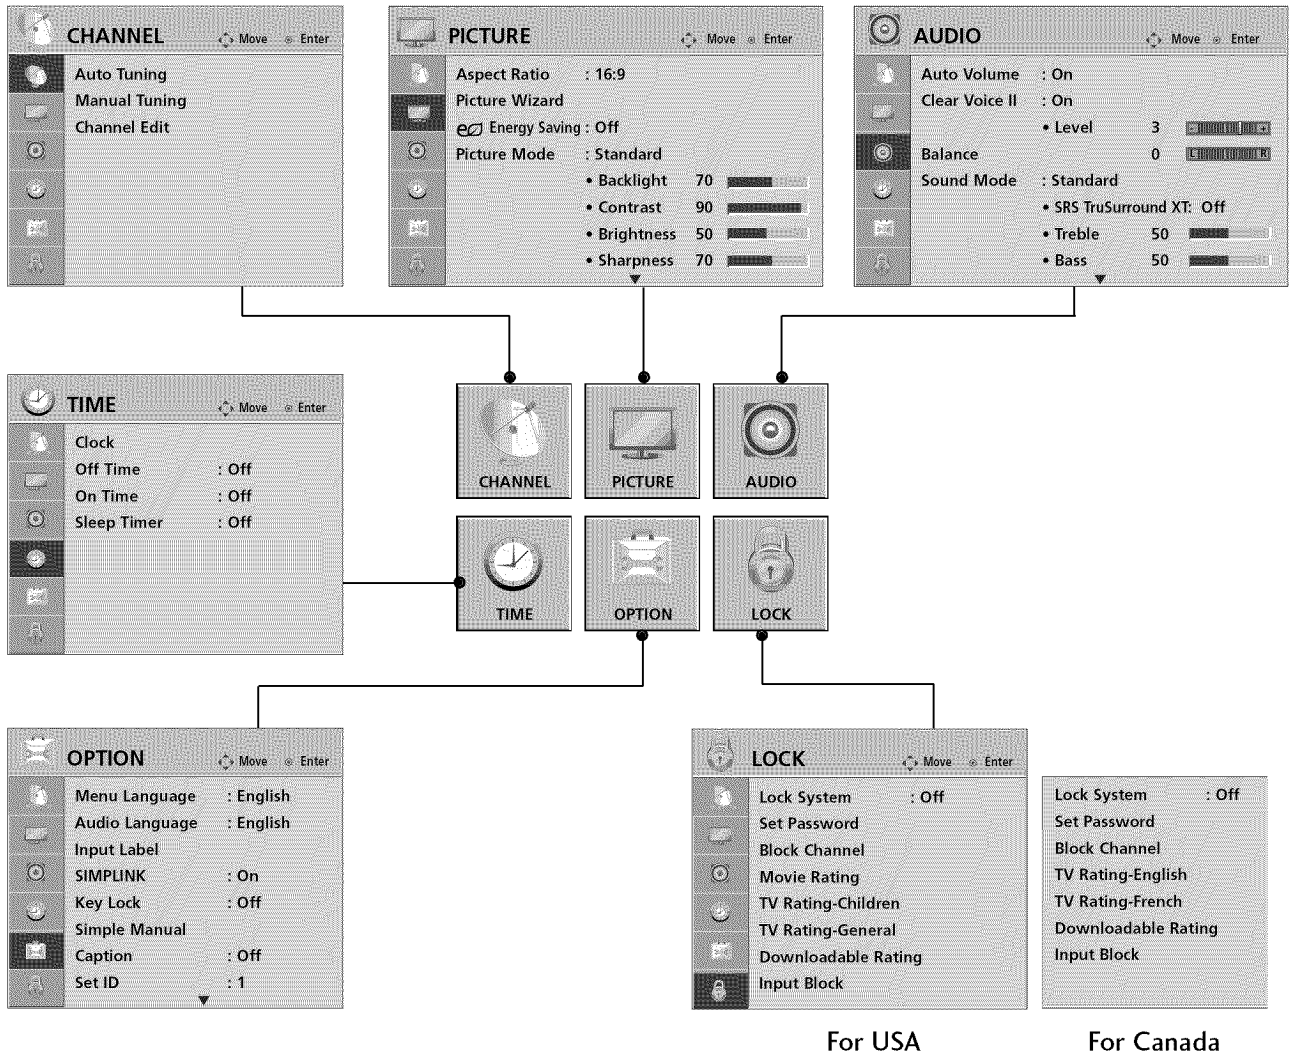 CHANNEL Move Enter
Auto Tuning
Manual Tuning
Channel Edit
PICTURE Move Enter
Aspect Ratio : 16:9
Picture Wizard
e Energy Saving : Off
Picture Mode : Standard
• Backlight 70
• Contrast 90
• Brightness 50
• Sharpness 70
AUDIO Move Enter
Auto Volume : On
Clear Voice II : On
• Level 3 - +
Balance 0 L R
Sound Mode : Standard
• SRS TruSurround XT: Off
• Treble 50
• Bass 50
TIME Move Enter
Clock
Off Time : Off
On Time : Off
Sleep Timer : Off
CHANNEL
PICTURE
AUDIO
TIME
OPTION
LOCK
OPTION Move Enter
Menu Language : English
Audio Language : English
Input Label
SIMPLINK : On
Key Lock : Off
Simple Manual
Caption : Off
Set ID : 1
LOCK Move Enter
Lock System : Off
Set Password
Block Channel
Movie Rating
TV Rating-Children
TV Rating-General
Downloadable Rating
Input Block
For USA
Lock System : Off
Set Password
Block Channel
TV Rating-English
TV Rating-French
Downloadable Rating
Input Block
For Canada